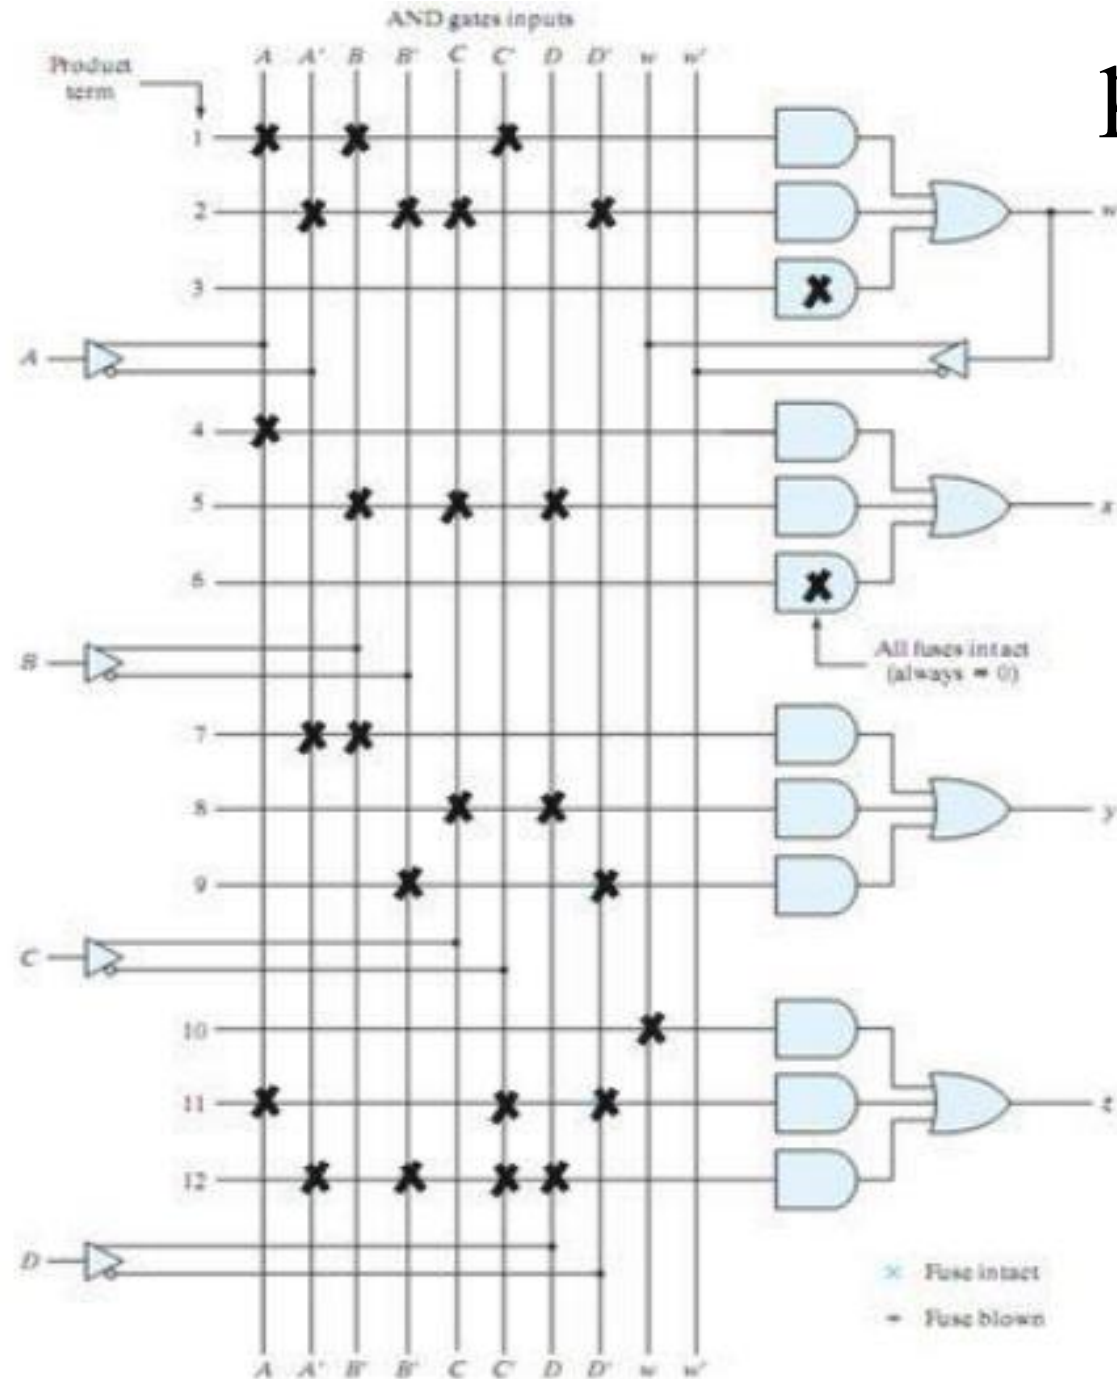 AND gates inputs
A A' B B' C C' D D' w w'
Product
term
1
2
w
3
A
4
5
x
6
All fuses intact
(always = 0)
B
7
8
y
9
C
10
11
z
12
D
× Fuse intact
Fuse blown
A A' B' B' C C' D D' w w'